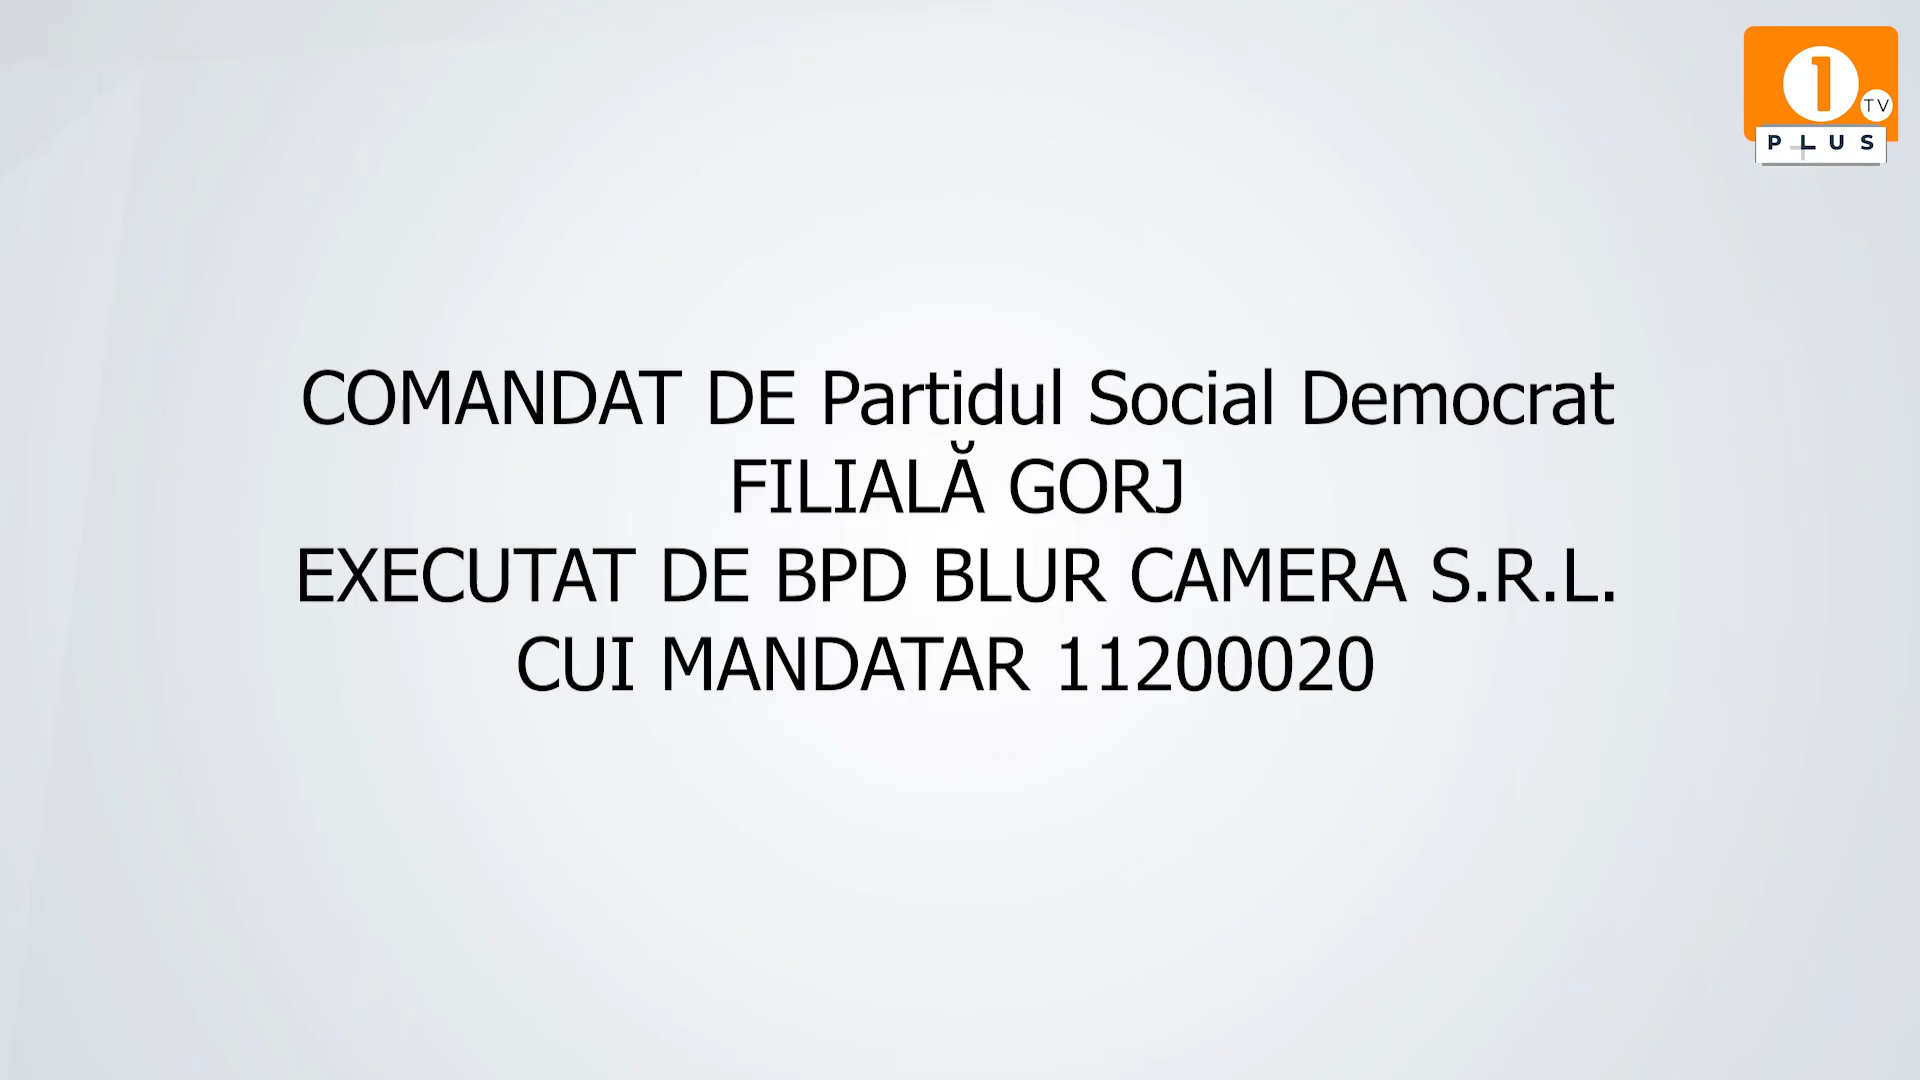 1
TV
PLUS
COMANDAT DE Partidul Social Democrat
FILIALĂ GORJ
EXECUTAT DE BPD BLUR CAMERA S.R.L.
CUI MANDATAR 11200020